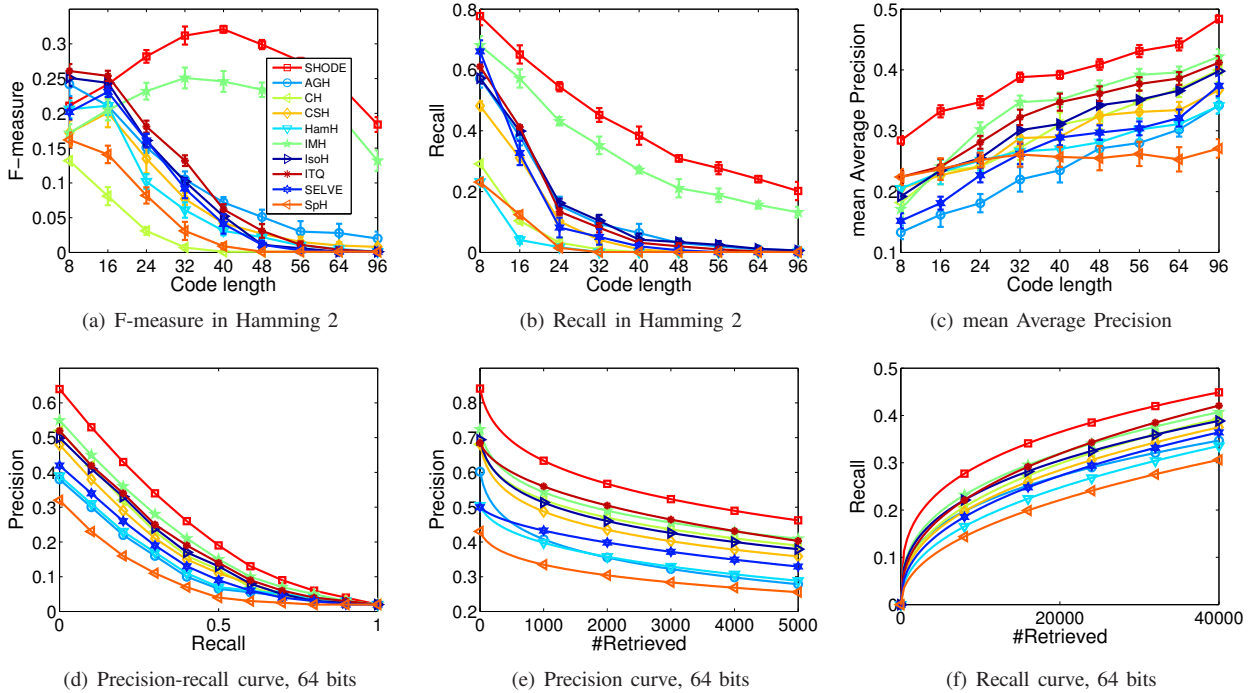 F−measure
0.3
0.25
0.2
0.15
0.1
0.05
0
8 16 24 32 40 48 56 64 96
Code length
SHODE
AGH
CH
CSH
HamH
IMH
IsoH
ITQ
SELVE
SpH
(a) F-measure in Hamming 2
Recall
0.8
0.6
0.4
0.2
0
8 16 24 32 40 48 56 64 96
Code length
(b) Recall in Hamming 2
mean Average Precision
0.5
0.4
0.3
0.2
0.1
8 16 24 32 40 48 56 64 96
Code length
(c) mean Average Precision
Precision
0.6
0.5
0.4
0.3
0.2
0.1
0
0 1
Recall
(d) Precision-recall curve, 64 bits
Precision
0.9
0.8
0.7
0.6
0.5
0.4
0.3
0.2
0 1000 2000 3000 4000 5000
#Retrieved
(e) Precision curve, 64 bits
Recall
0.5
0.4
0.3
0.2
0.1
0
0 20000 40000
#Retrieved
(f) Recall curve, 64 bits